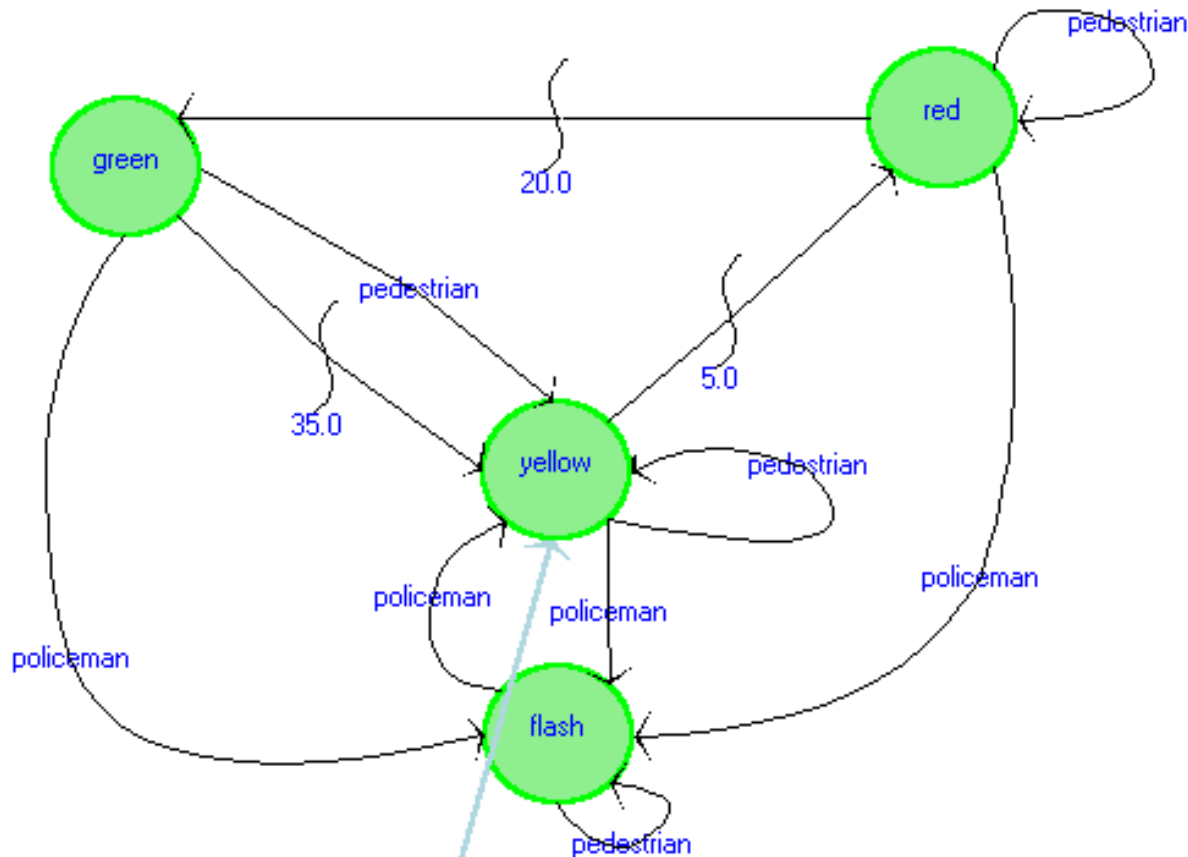 pedestrian
red
green
20.0
pedestrian
5.0
35.0
yellow
pedestrian
policeman
policeman
policeman
policeman
flash
pedestrian